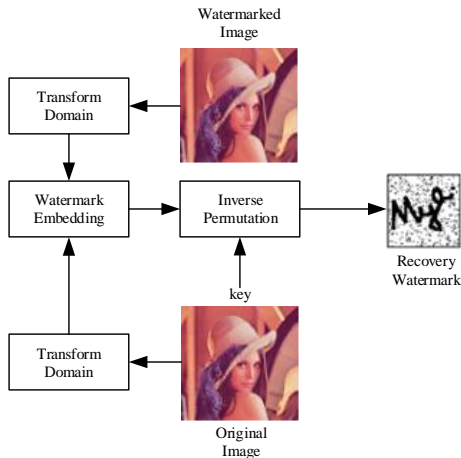 Watermarked
Image
Transform
Domain
Watermark
Embedding
Inverse
Permutation
Recovery
Watermark
key
Transform
Domain
Original
Image